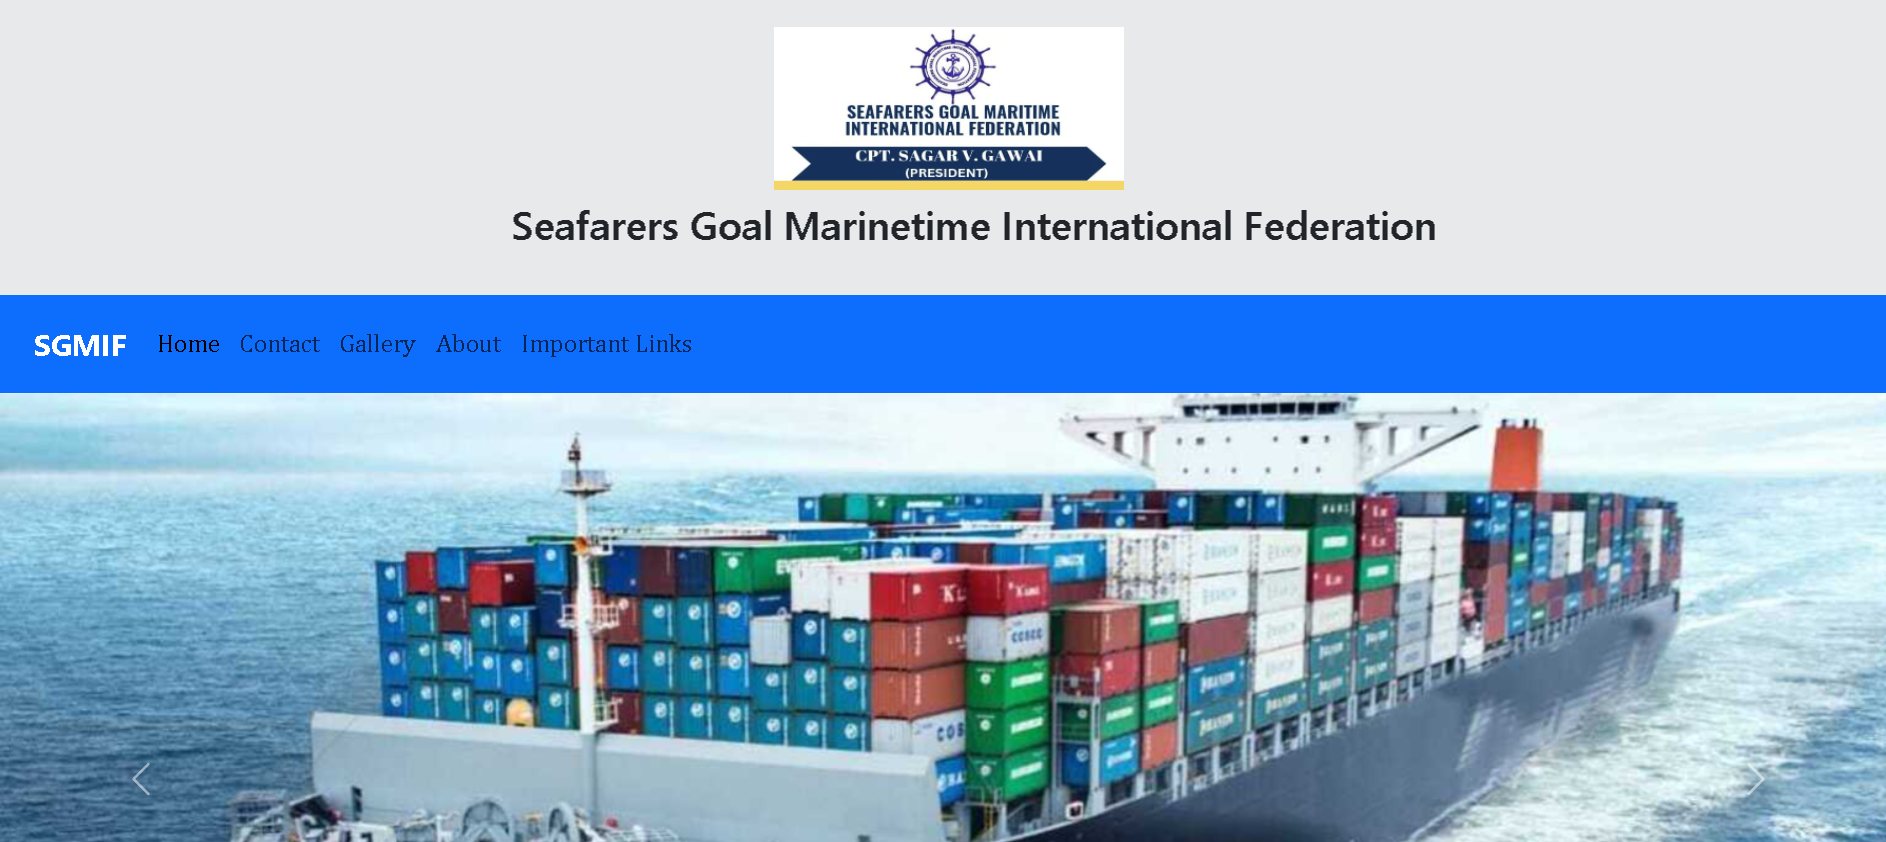 SEAFARERS GOAL MARITIME
INTERNATIONAL FEDERATION
CPT. SAGAR V. GAWAI
(PRESIDENT)
Seafarers Goal Marinetime International Federation
SGMIF Home Contact Gallery About Important Links
COSCO